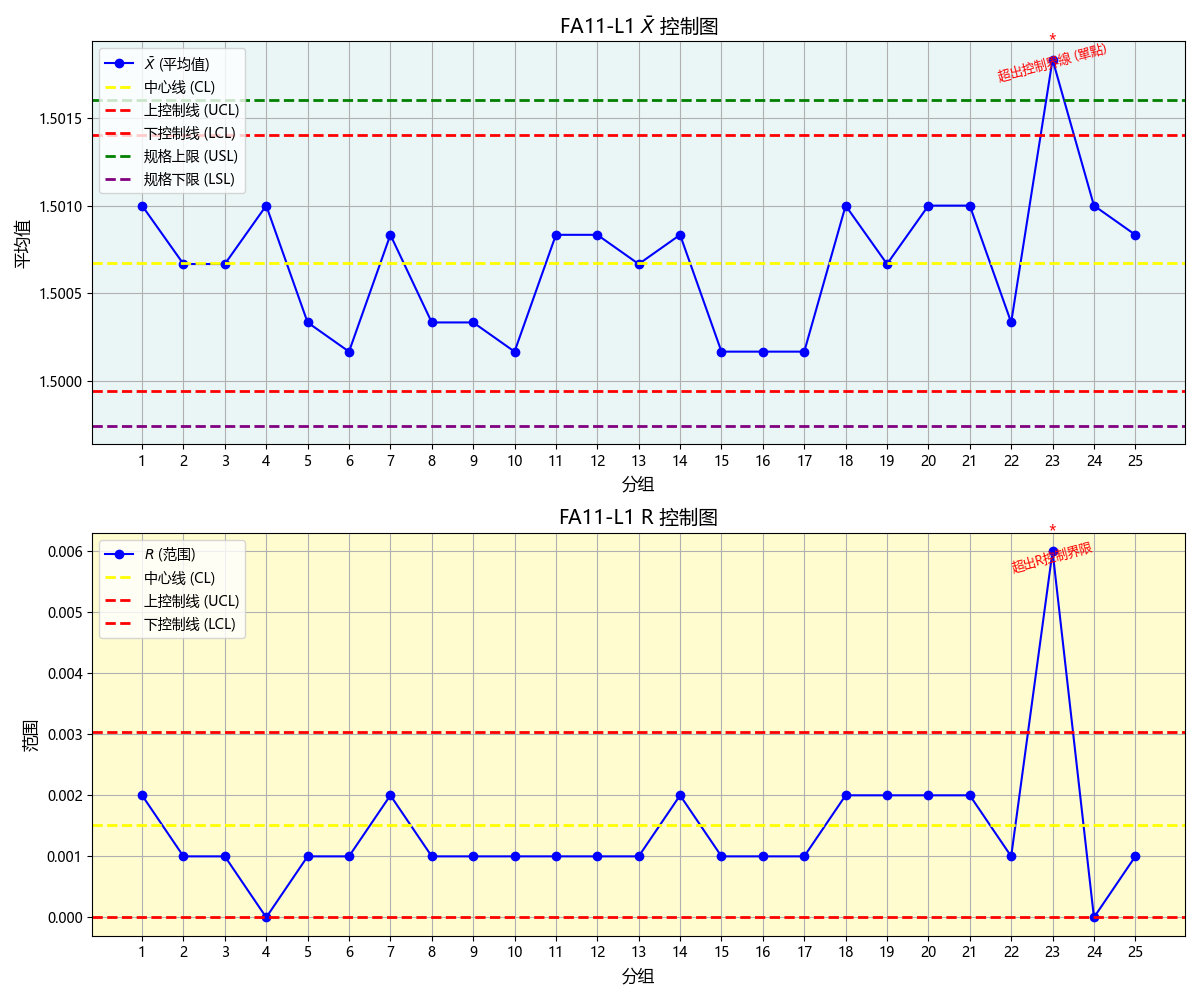 FA11-L1 X̄ 控制图
*
超出控制界線 (單點)
X̄ (平均值)
中心线 (CL)
上控制线 (UCL)
下控制线 (LCL)
规格上限 (USL)
规格下限 (LSL)
平均值
1.5015
1.5010
1.5005
1.5000
1 2 3 4 5 6 7 8 9 10 11 12 13 14 15 16 17 18 19 20 21 22 23 24 25
分组
FA11-L1 R 控制图
*
超出R控制界限
R (范围)
中心线 (CL)
上控制线 (UCL)
下控制线 (LCL)
范围
0.006
0.005
0.004
0.003
0.002
0.001
0.000
1 2 3 4 5 6 7 8 9 10 11 12 13 14 15 16 17 18 19 20 21 22 23 24 25
分组